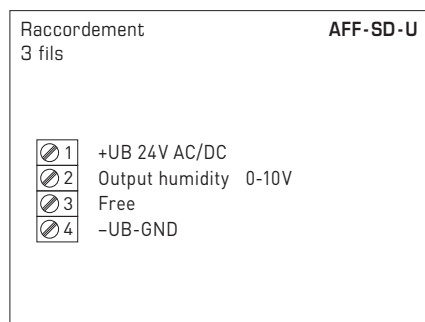 Raccordement AFF-SD-U
3 fils
1 +UB 24V AC/DC
2 Output humidity 0-10V
3 Free
4 –UB-GND